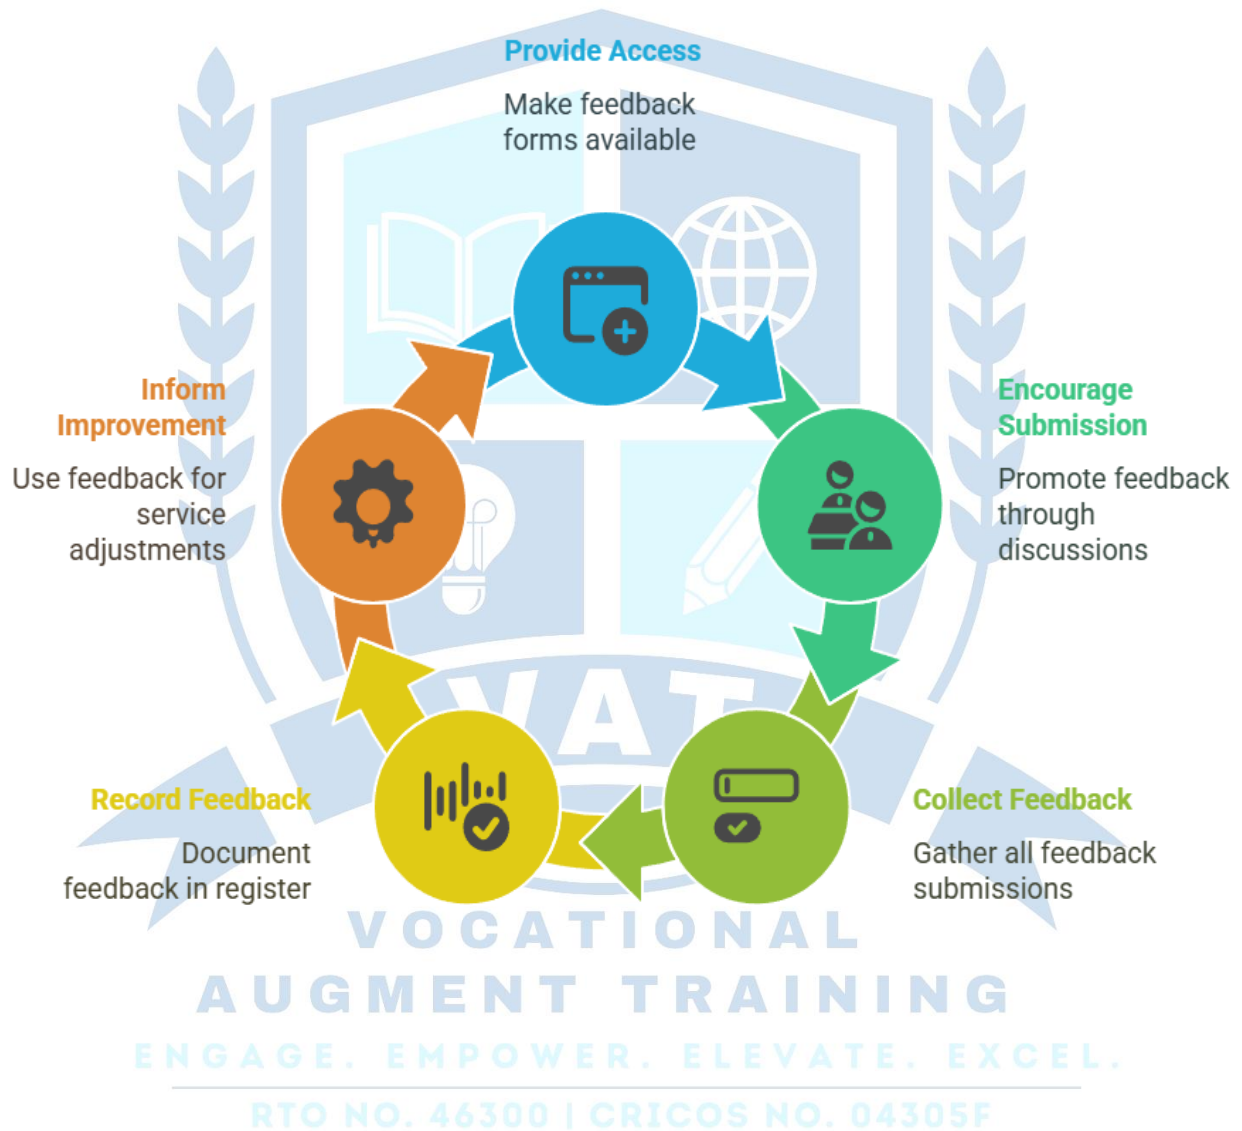 Provide Access
Make feedback
forms available
Encourage
Submission
Promote feedback
through
discussions
Collect Feedback
Gather all feedback
submissions
Record Feedback
Document
feedback in register
Inform
Improvement
Use feedback for
service
adjustments
VAT
VOCATIONAL
AUGMENT TRAINING
ENGAGE. EMPOWER. ELEVATE. EXCEL.
RTO NO. 46300 | CRICOS NO. 04305F